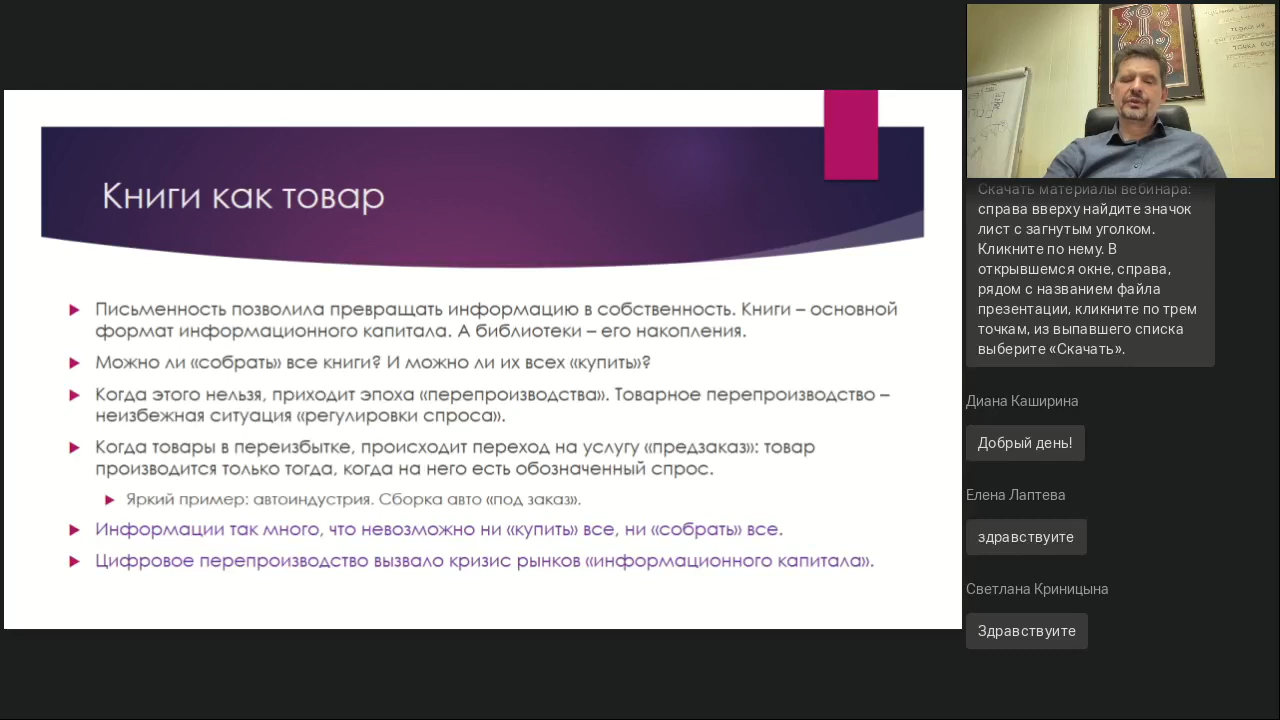 Книги как товар
Письменность позволила превращать информацию в собственность. Книги – основной
формат информационного капитала. А библиотеки – его накопления.
Можно ли «собрать» все книги? И можно ли их всех «купить»?
Когда этого нельзя, приходит эпоха «перепроизводства». Товарное перепроизводство –
неизбежная ситуация «регулировки спроса».
Когда товары в переизбытке, происходит переход на услугу «предзаказ»: товар
производится только тогда, когда на него есть обозначенный спрос.
Яркий пример: автоиндустрия. Сборка авто «под заказ».
Информации так много, что невозможно ни «купить» все, ни «собрать» все.
Цифровое перепроизводство вызвало кризис рынков «информационного капитала».
Скачать материалы вебинара:
справа вверху найдите значок
лист с загнутым уголком.
Кликните по нему. В
открывшемся окне, справа,
рядом с названием файла
презентации, кликните по трем
точкам, из выпавшего списка
выберите «Скачать».
Диана Каширина
Добрый день!
Елена Лаптева
здравствуите
Светлана Криницына
Здравствуите